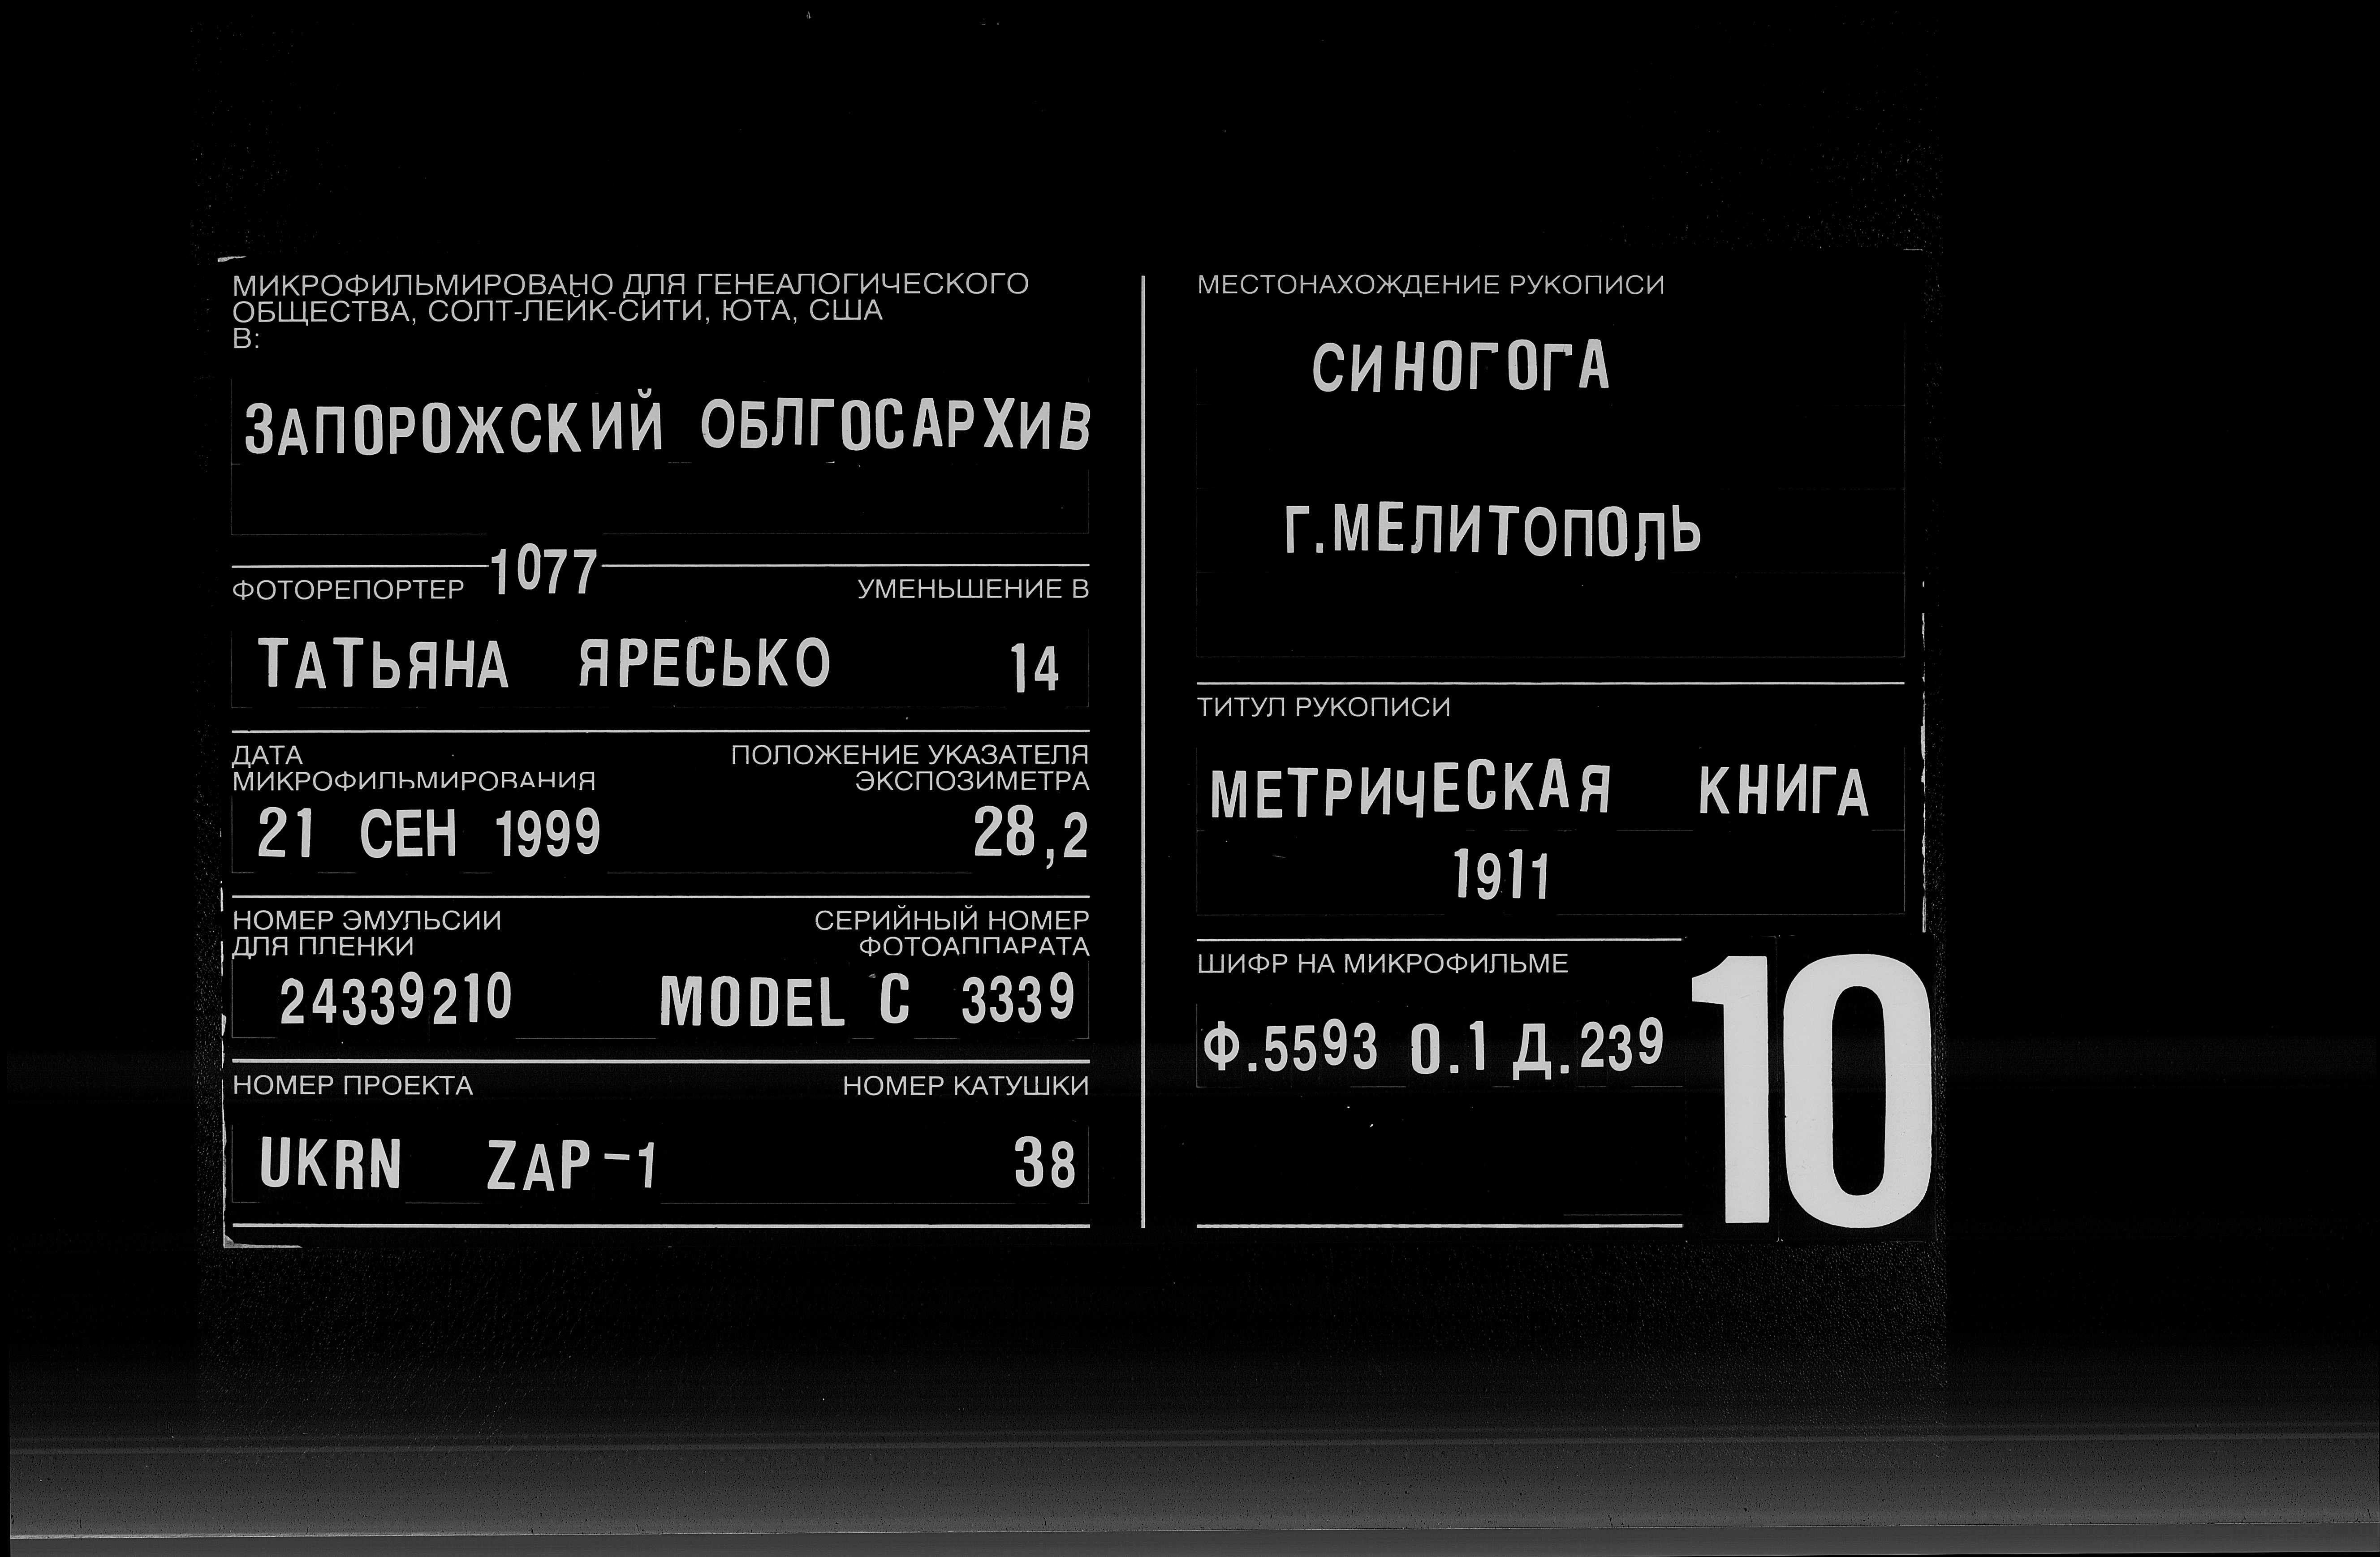 МИКРОФИЛЬМИРОВАНО ДЛЯ ГЕНЕАЛОГИЧЕСКОГО
ОБЩЕСТВА, СОЛТ-ЛЕЙК-СИТИ, ЮТА, США
В:
ЗАПОРОЖСКИЙ ОБЛГОСАРХИВ
1077
ФОТОРЕПОРТЕР УМЕНЬШЕНИЕ В
ТАТЬЯНА ЯРЕСЬКО 14
ДАТА ПОЛОЖЕНИЕ УКАЗАТЕЛЯ
МИКРОФИЛЬМИРОВАНИЯ ЭКСПОЗИМЕТРА
21 СЕН 1999 28,2
НОМЕР ЭМУЛЬСИИ СЕРИЙНЫЙ НОМЕР
ДЛЯ ПЛЕНКИ ФОТОАППАРАТА
24339210 MODEL C 3339
НОМЕР ПРОЕКТА НОМЕР КАТУШКИ
UKRN ZAP-1 38
МЕСТОНАХОЖДЕНИЕ РУКОПИСИ
СИНОГОГА
Г.МЕЛИТОПОЛЬ
ТИТУЛ РУКОПИСИ
МЕТРИЧЕСКАЯ КНИГА
1911
ШИФР НА МИКРОФИЛЬМЕ
Ф.5593 О.1 Д.239
10